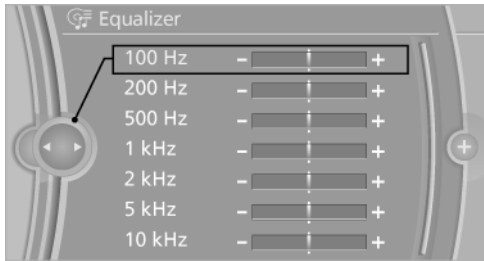 Equalizer
100 Hz - +
200 Hz - +
500 Hz - +
1 kHz - +
2 kHz - +
5 kHz - +
10 kHz - +
+